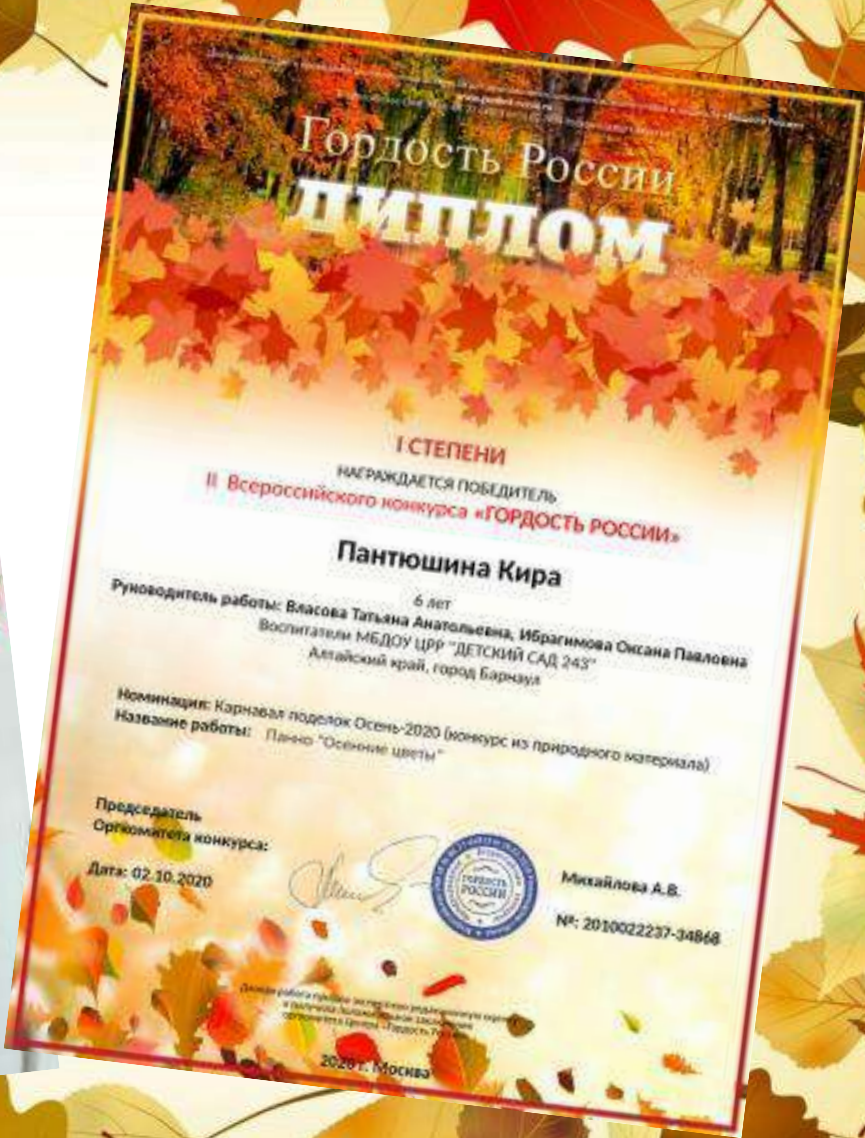 Гордость России
ДИПЛОМ
I СТЕПЕНИ
НАГРАЖДАЕТСЯ ПОБЕДИТЕЛЬ
II Всероссийского конкурса «ГОРДОСТЬ РОССИИ»
Пантюшина Кира
6 лет
Руководитель работы: Власова Татьяна Анатольевна, Ибрагимова Оксана Павловна
Воспитатели МБДОУ ЦРР "ДЕТСКИЙ САД 243"
Алтайский край, город Барнаул
Номинация: Карнавал поделок Осень-2020 (конкурс из природного материала)
Название работы: Панно "Осенние цветы"
Председатель
Оргкомитета конкурса:
Дата: 02.10.2020
ГОРДОСТЬ
РОССИИ
Михайлова А.В.
№: 2010022237-34868
2020 г. Москва